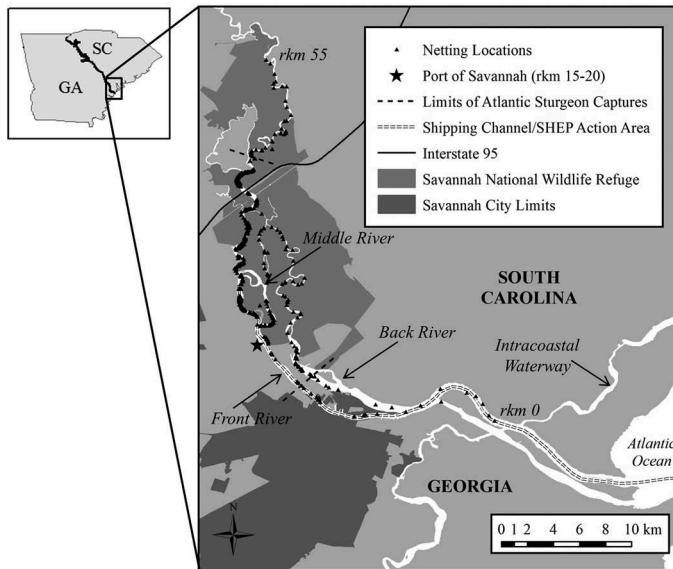 SC
GA
rkm 55
Netting Locations
Port of Savannah (rkm 15-20)
Limits of Atlantic Sturgeon Captures
Shipping Channel/SHEP Action Area
Interstate 95
Savannah National Wildlife Refuge
Savannah City Limits
Middle River
SOUTH
CAROLINA
Back River
Intracoastal
Waterway
Front River
rkm 0
Atlantic
Ocean
GEORGIA
N
0 1 2 4 6 8 10 km